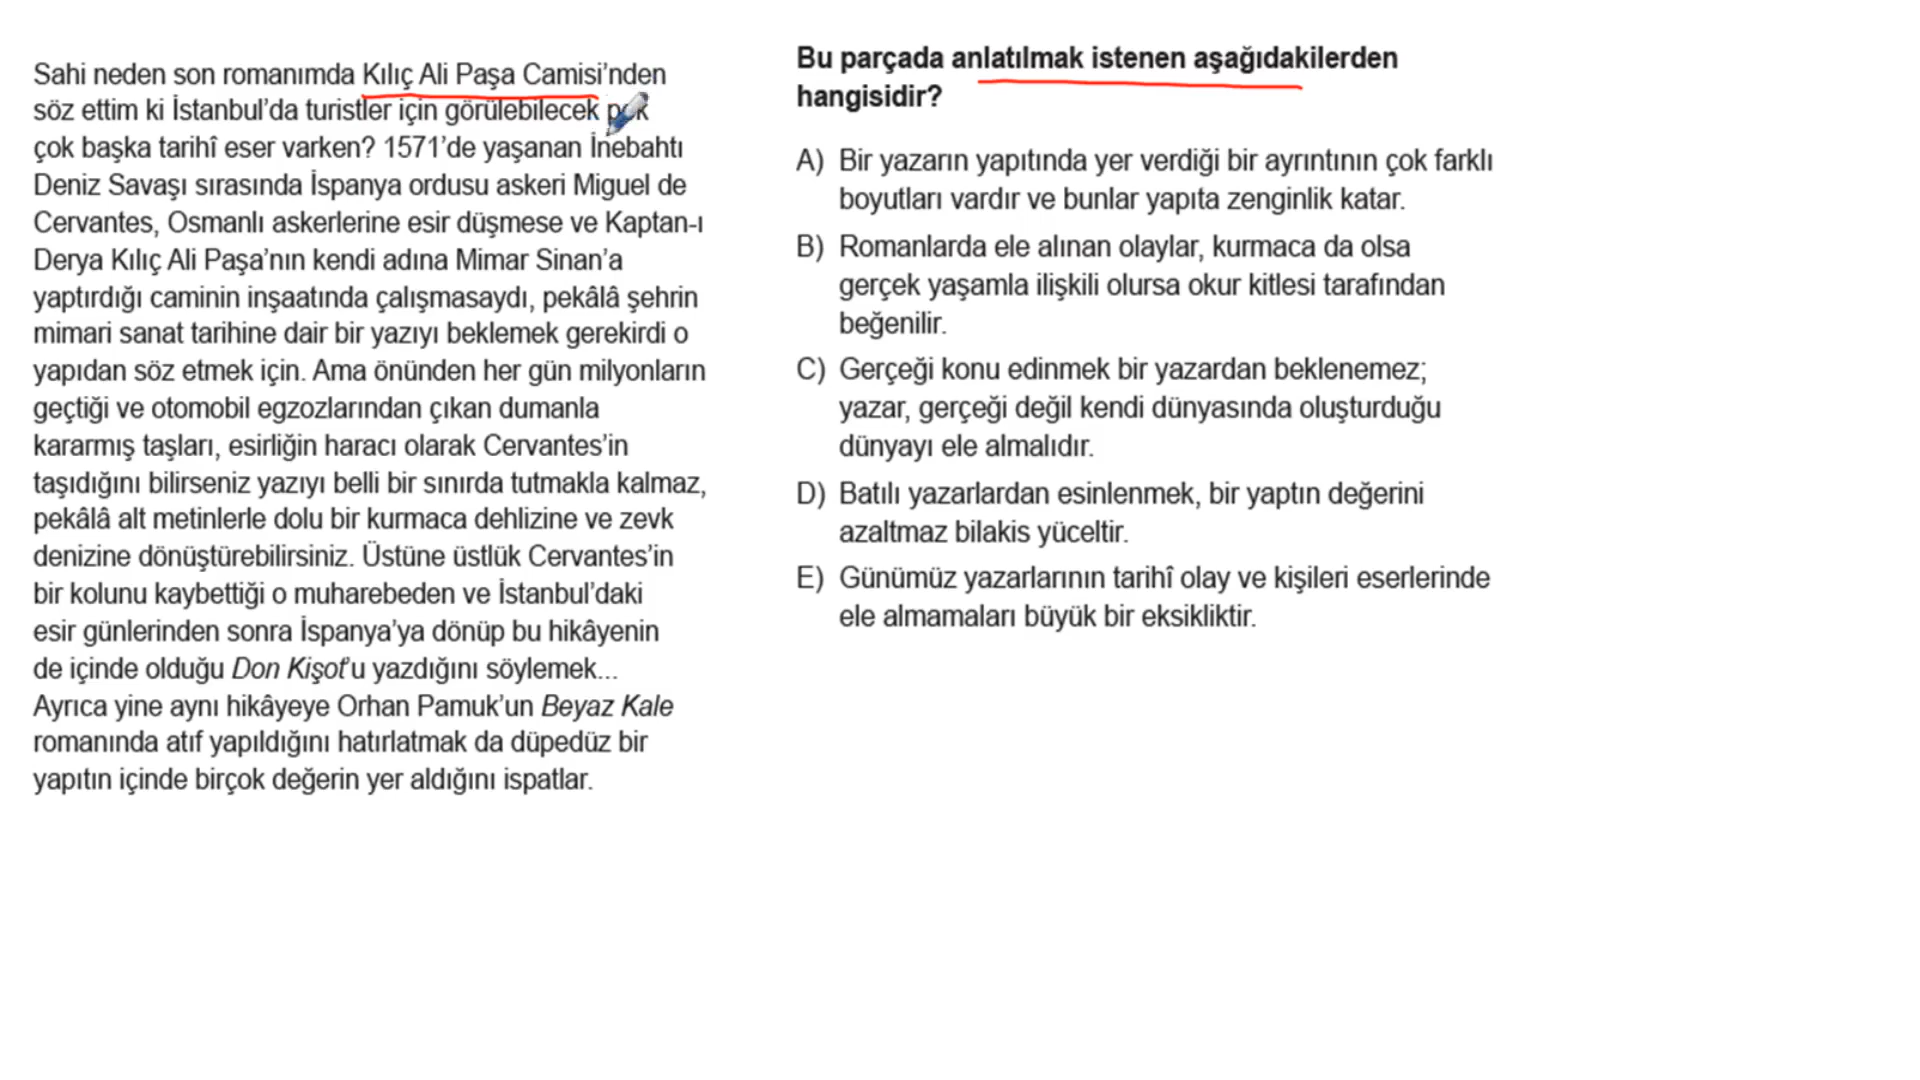 Sahi neden son romanımda Kılıç Ali Paşa Camisi’nden
söz ettim ki İstanbul’da turistler için görülebilecek
çok başka tarihî eser varken? 1571’de yaşanan İnebahtı
Deniz Savaşı sırasında İspanya ordusu askeri Miguel de
Cervantes, Osmanlı askerlerine esir düşmese ve Kaptan-ı
Derya Kılıç Ali Paşa’nın kendi adına Mimar Sinan’a
yaptırdığı caminin inşaatında çalışmasaydı, pekâlâ şehrin
mimari sanat tarihine dair bir yazıyı beklemek gerekirdi o
yapıdan söz etmek için. Ama önünden her gün milyonların
geçtiği ve otomobil egzozlarından çıkan dumanla
kararmış taşları, esirliğin haracı olarak Cervantes’in
taşıdığını bilirseniz yazıyı belli bir sınırda tutmakla kalmaz,
pekâlâ alt metinlerle dolu bir kurmaca dehlizine ve zevk
denizine dönüştürebilirsiniz. Üstüne üstlük Cervantes’in
bir kolunu kaybettiği o muharebeden ve İstanbul’daki
esir günlerinden sonra İspanya’ya dönüp bu hikâyenin
de içinde olduğu Don Kişot’u yazdığını söylemek...
Ayrıca yine aynı hikâyeye Orhan Pamuk’un Beyaz Kale
romanında atıf yapıldığını hatırlatmak da düpedüz bir
yapıtın içinde birçok değerin yer aldığını ispatlar.
Bu parçada anlatılmak istenen aşağıdakilerden
hangisidir?
A) Bir yazarın yapıtında yer verdiği bir ayrıntının çok farklı
boyutları vardır ve bunlar yapıta zenginlik katar.
B) Romanlarda ele alınan olaylar, kurmaca da olsa
gerçek yaşamla ilişkili olursa okur kitlesi tarafından
beğenilir.
C) Gerçeği konu edinmek bir yazardan beklenemez;
yazar, gerçeği değil kendi dünyasında oluşturduğu
dünyayı ele almalıdır.
D) Batılı yazarlardan esinlenmek, bir yaptın değerini
azaltmaz bilakis yüceltir.
E) Günümüz yazarlarının tarihî olay ve kişileri eserlerinde
ele almamaları büyük bir eksikliktir.